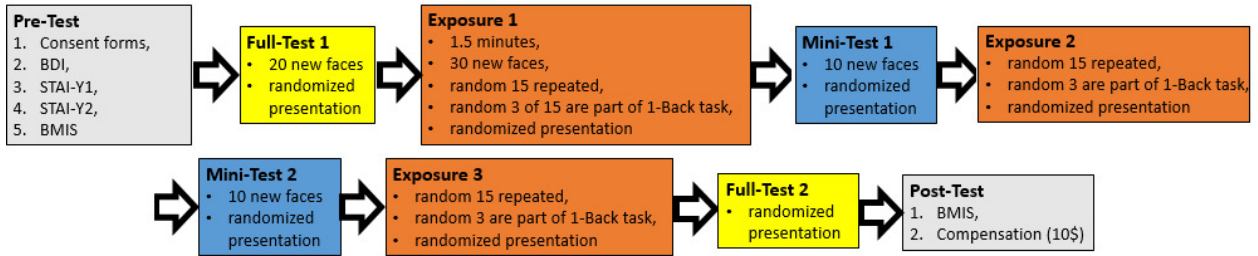 Pre-Test
1. Consent forms,
2. BDI,
3. STAI-Y1,
4. STAI-Y2,
5. BMIS
Full-Test 1
• 20 new faces
• randomized
presentation
Exposure 1
• 1.5 minutes,
• 30 new faces,
• random 15 repeated,
• random 3 of 15 are part of 1-Back task,
• randomized presentation
Mini-Test 1
• 10 new faces
• randomized
presentation
Exposure 2
• random 15 repeated,
• random 3 are part of 1-Back task,
• randomized presentation
Mini-Test 2
• 10 new faces
• randomized
presentation
Exposure 3
• random 15 repeated,
• random 3 are part of 1-Back task,
• randomized presentation
Full-Test 2
• randomized
presentation
Post-Test
1. BMIS,
2. Compensation (10$)